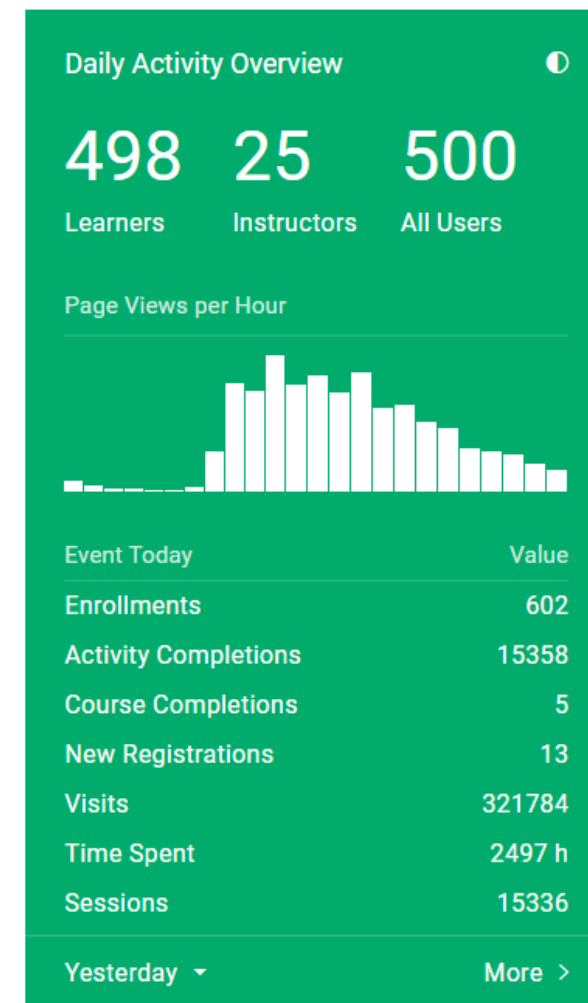 Daily Activity Overview
498 25 500
Learners Instructors All Users
Page Views per Hour
Event Today Value
Enrollments 602
Activity Completions 15358
Course Completions 5
New Registrations 13
Visits 321784
Time Spent 2497 h
Sessions 15336
Yesterday More